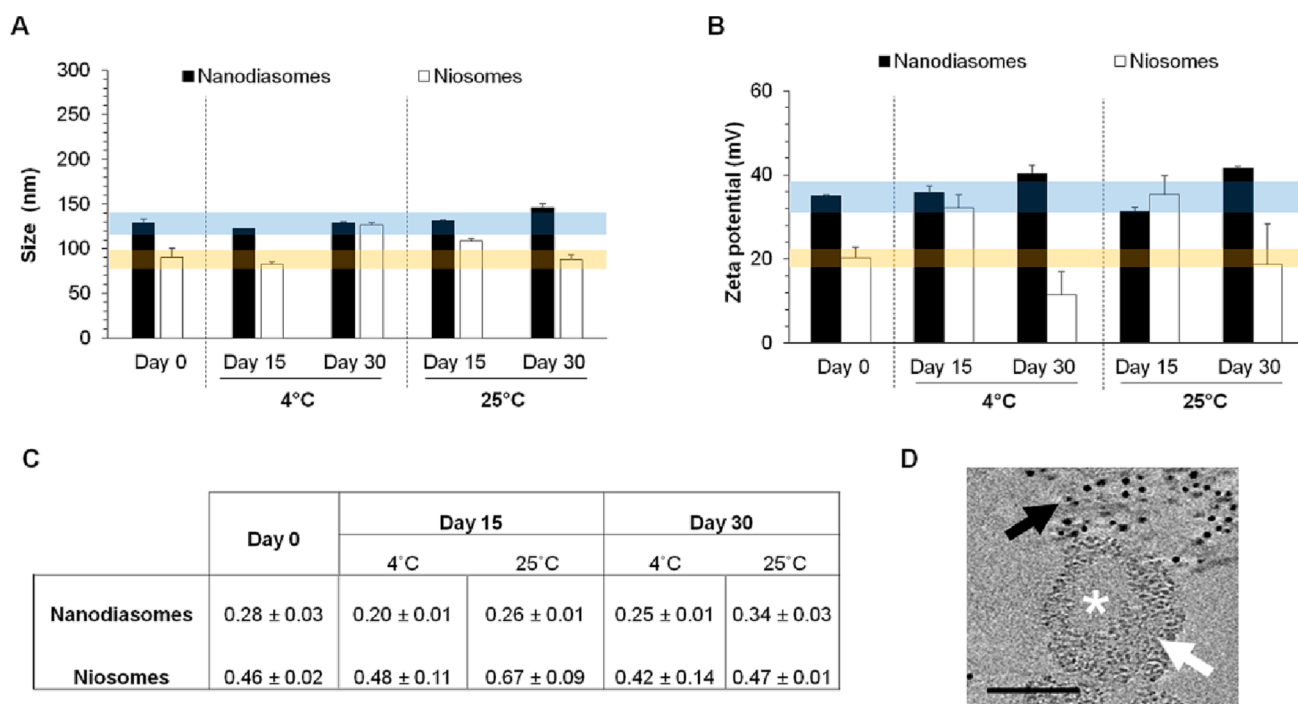 A
Nanodiasomes Niosomes
Size (nm)
300
250
200
150
100
50
0
Day 0 Day 15 Day 30 Day 15 Day 30
4°C 25°C
B
Nanodiasomes Niosomes
Zeta potential (mV)
60
40
20
0
Day 0 Day 15 Day 30 Day 15 Day 30
4°C 25°C
C
Day 0 Day 15 Day 30
4˚C 25˚C 4˚C 25˚C
Nanodiasomes 0.28 ± 0.03 0.20 ± 0.01 0.26 ± 0.01 0.25 ± 0.01 0.34 ± 0.03
Niosomes 0.46 ± 0.02 0.48 ± 0.11 0.67 ± 0.09 0.42 ± 0.14 0.47 ± 0.01
D
*